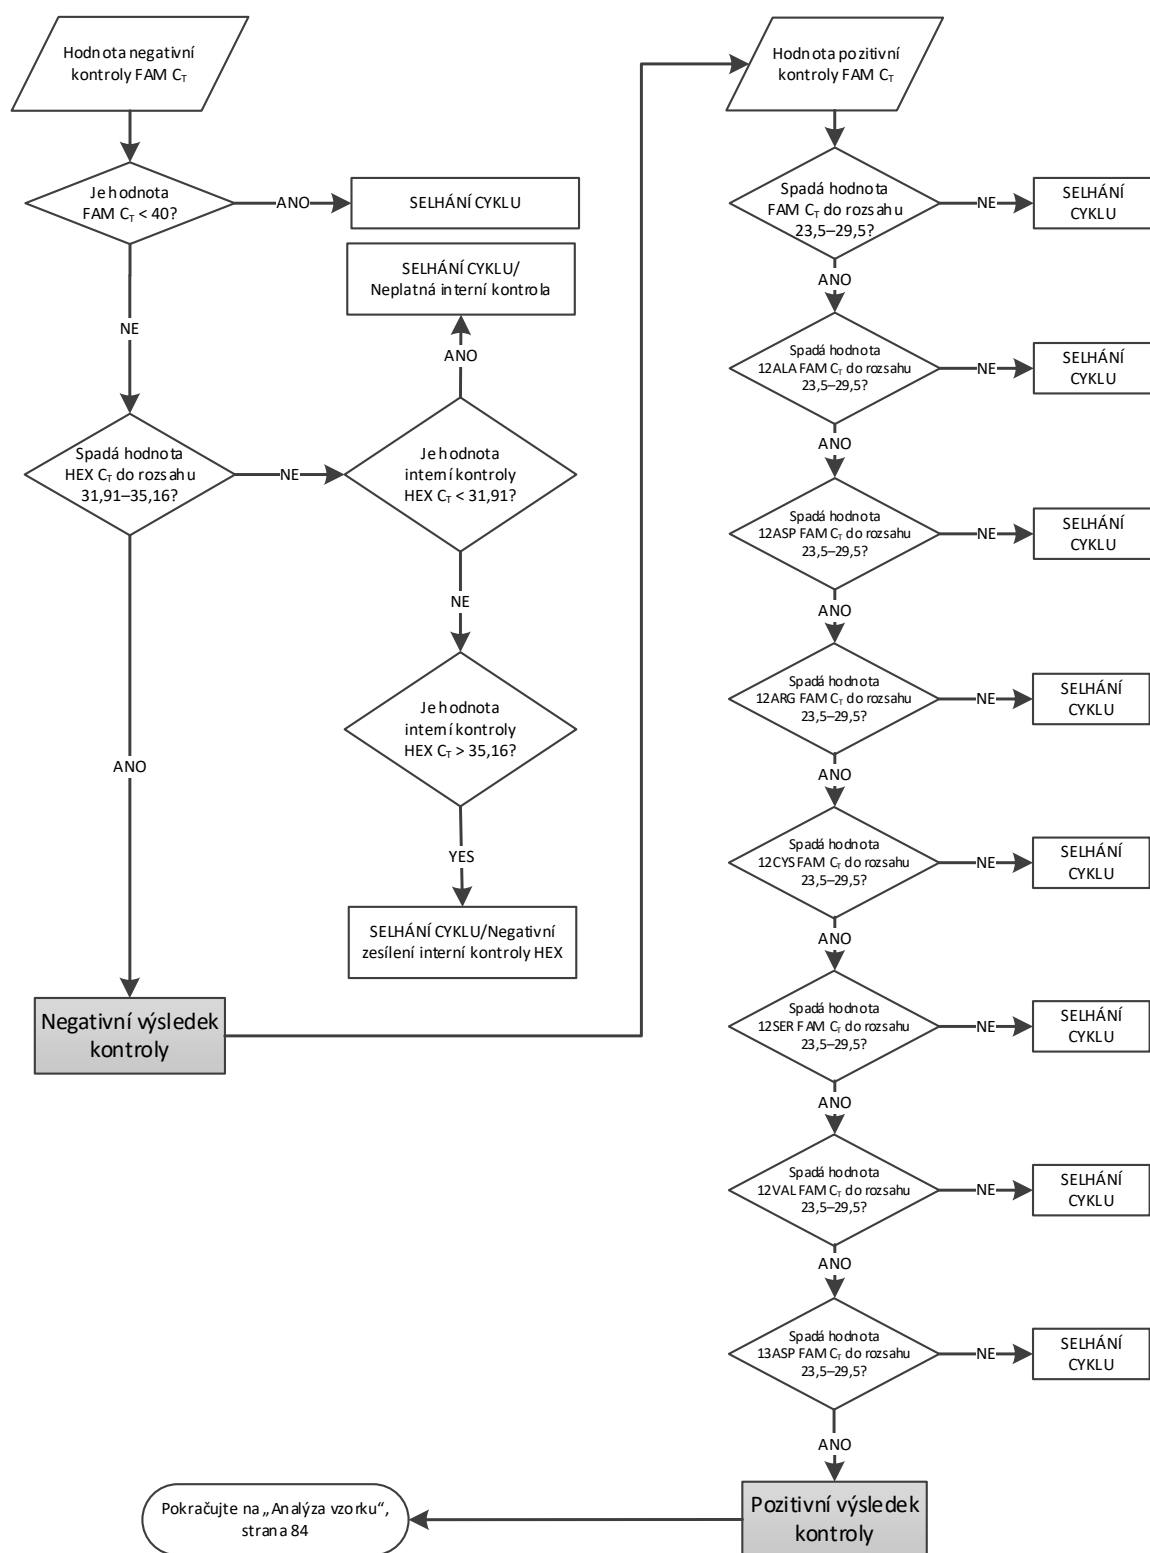 Hodnota negativní
kontroly FAM CT
Je hodnota
FAM CT < 40?
ANO
SELHÁNÍ CYKLU
NE
SELHÁNÍ CYKLU/
Neplatná interní kontrola
ANO
Spadá hodnota
HEX CT do rozsahu
31,91–35,16?
NE
Je hodnota
interní kontroly
HEX CT < 31,91?
NE
Je hodnota
interní kontroly
HEX CT > 35,16?
ANO
YES
SELHÁNÍ CYKLU/Negativní
zesílení interní kontroly HEX
Negativní výsledek
kontroly
Hodnota pozitivní
kontroly FAM CT
Spadá hodnota
FAM CT do rozsahu
23,5–29,5?
NE
SELHÁNÍ
CYKLU
ANO
Spadá hodnota
12ALA FAM CT do rozsahu
23,5–29,5?
NE
SELHÁNÍ
CYKLU
ANO
Spadá hodnota
12ASP FAM CT do rozsahu
23,5–29,5?
NE
SELHÁNÍ
CYKLU
ANO
Spadá hodnota
12ARG FAM CT do rozsahu
23,5–29,5?
NE
SELHÁNÍ
CYKLU
ANO
Spadá hodnota
12CYS FAM CT do rozsahu
23,5–29,5?
NE
SELHÁNÍ
CYKLU
ANO
Spadá hodnota
12SER FAM CT do rozsahu
23,5–29,5?
NE
SELHÁNÍ
CYKLU
ANO
Spadá hodnota
12VAL FAM CT do rozsahu
23,5–29,5?
NE
SELHÁNÍ
CYKLU
ANO
Spadá hodnota
13ASP FAM CT do rozsahu
23,5–29,5?
NE
SELHÁNÍ
CYKLU
ANO
Pozitivní výsledek
kontroly
Pokračujte na „Analýza vzorku“,
strana 84